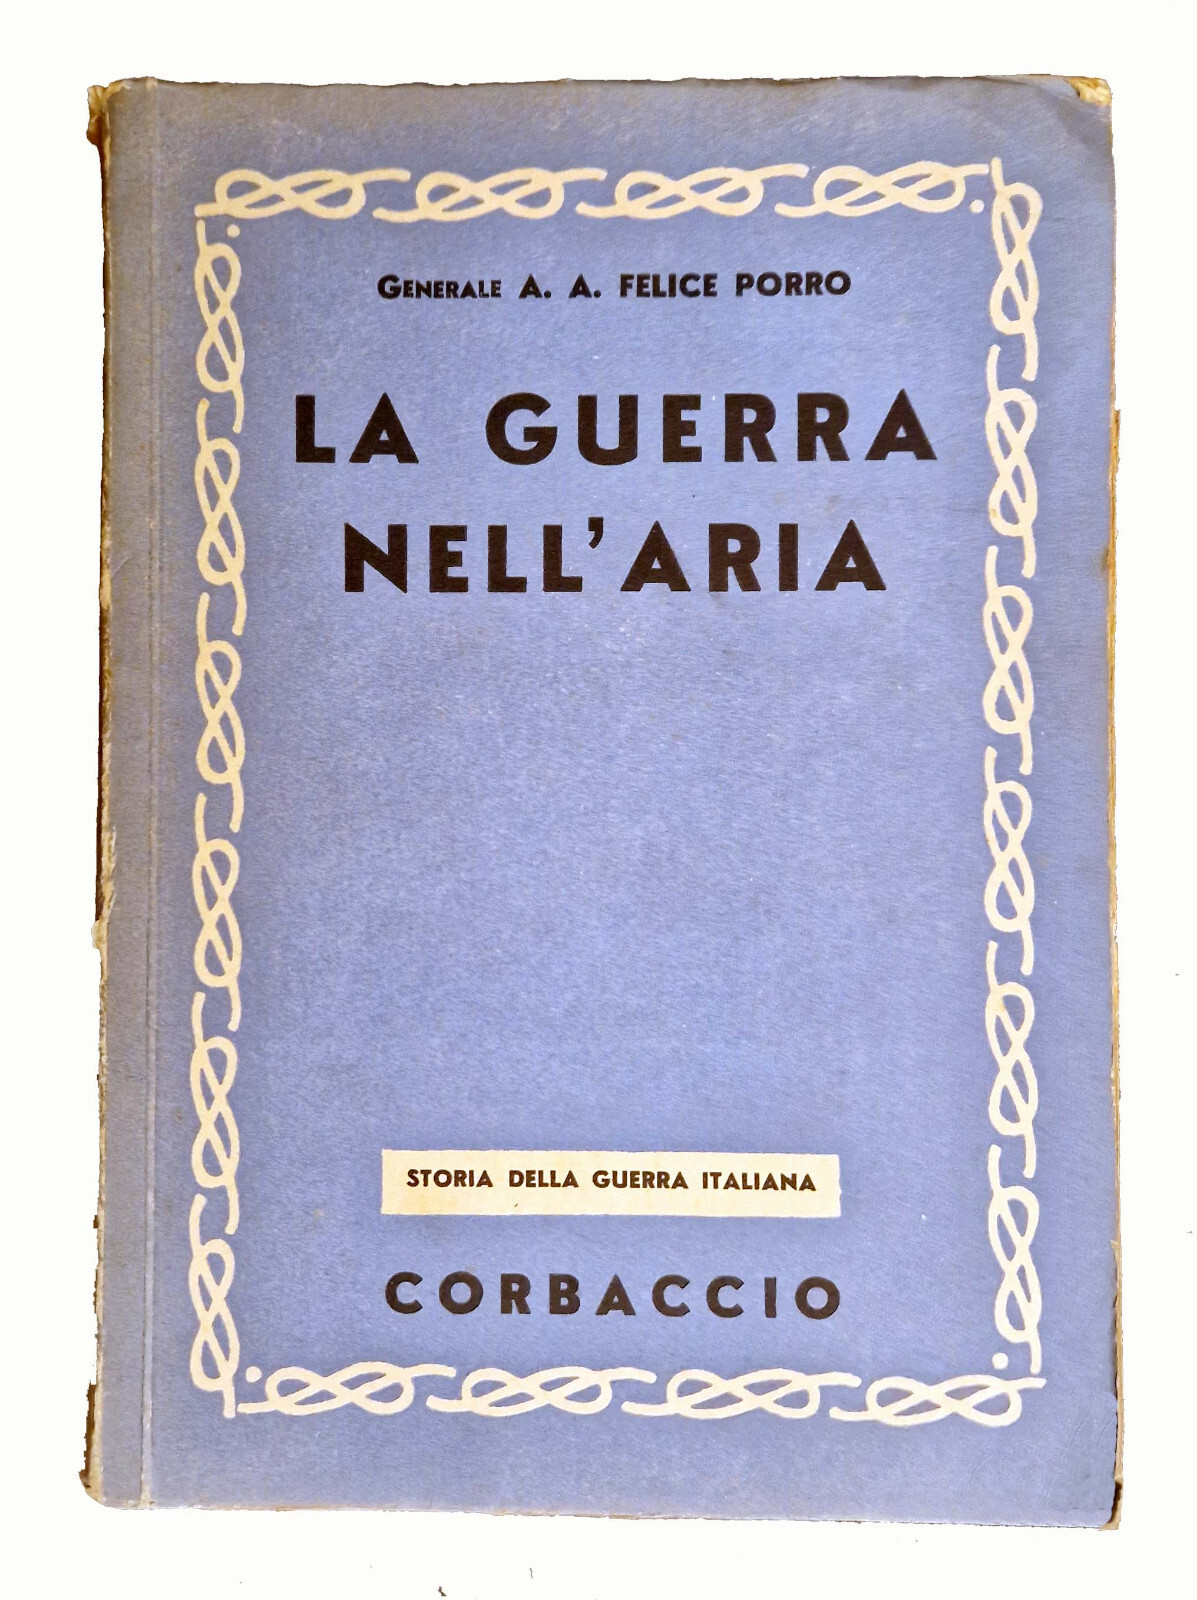 GENERALE A. A. FELICE PORRO
LA GUERRA
NELL'ARIA
STORIA DELLA GUERRA ITALIANA
CORBACCIO